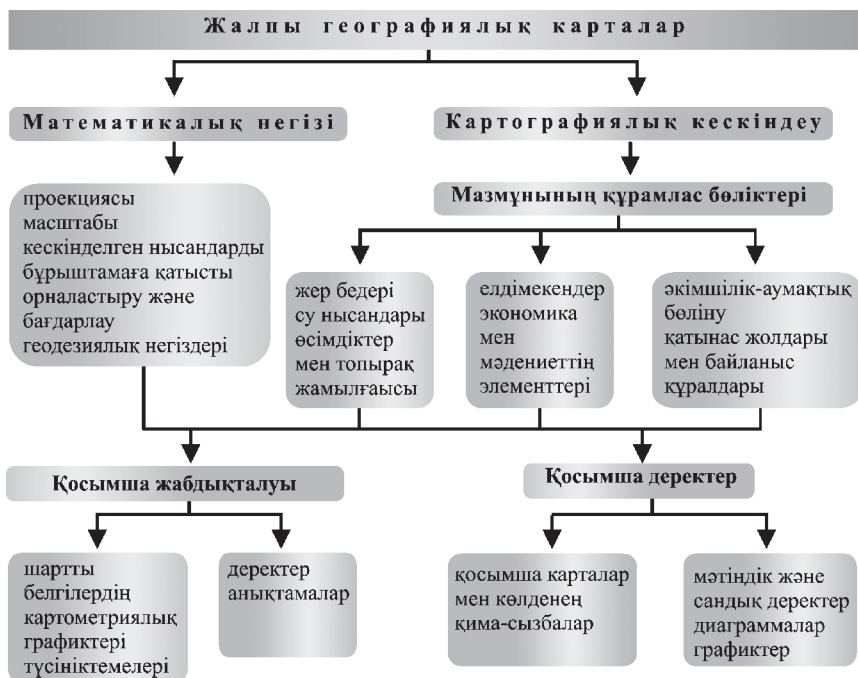 Жалпы географиялық карталар
Математикалық негізі
Картографиялық кескіндеу
проекциясы
масштабы
кескінделген нысандарды
бұрыштамаға қатысты
орналастыру және
бағдарлау
геодезиялық негіздері
Мазмұнының құрамлас бөліктері
жер бедері
су нысандары
өсімдіктер
мен топырақ
жамылғаысы
елдімекендер
экономика
мен
мәдениеттің
элементтері
әкімшілік-аумақтық
бөліну
қатынас жолдары
мен байланыс
құралдары
Қосымша жабдықталуы
Қосымша деректер
шартты
белгілердің
картометриялық
графиктері
түсініктемелері
деректер
анықтамалар
қосымша карталар
мен көлденең
қима-сызбалар
мәтіндік және
сандық деректер
диаграммалар
графиктер